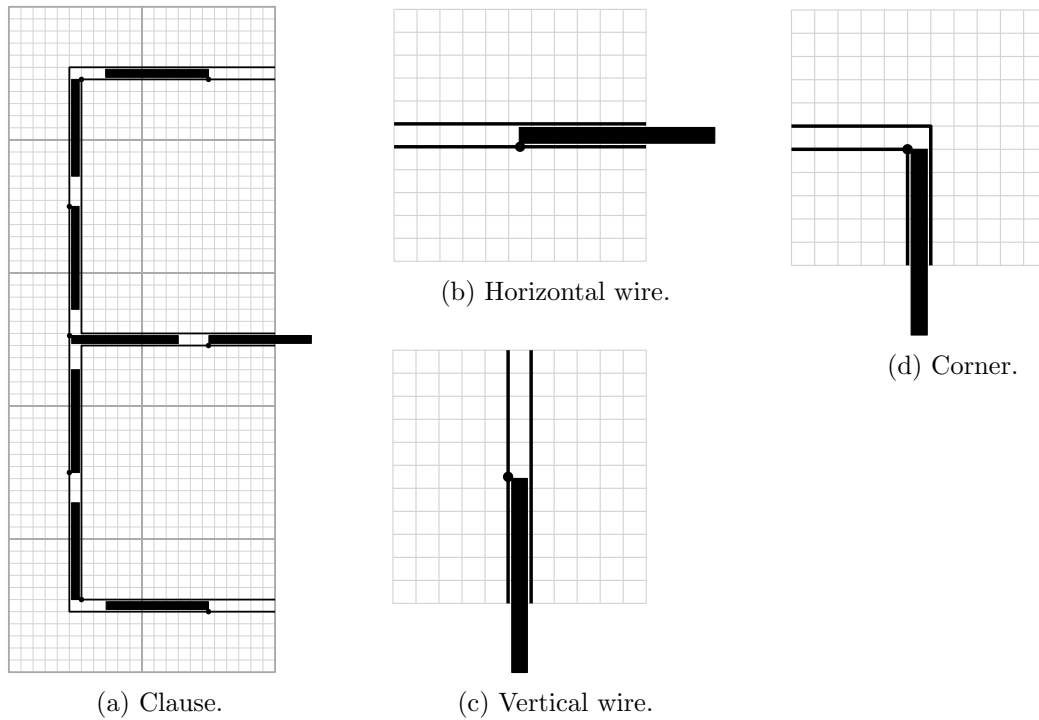 (b) Horizontal wire.
(d) Corner.
(a) Clause.
(c) Vertical wire.